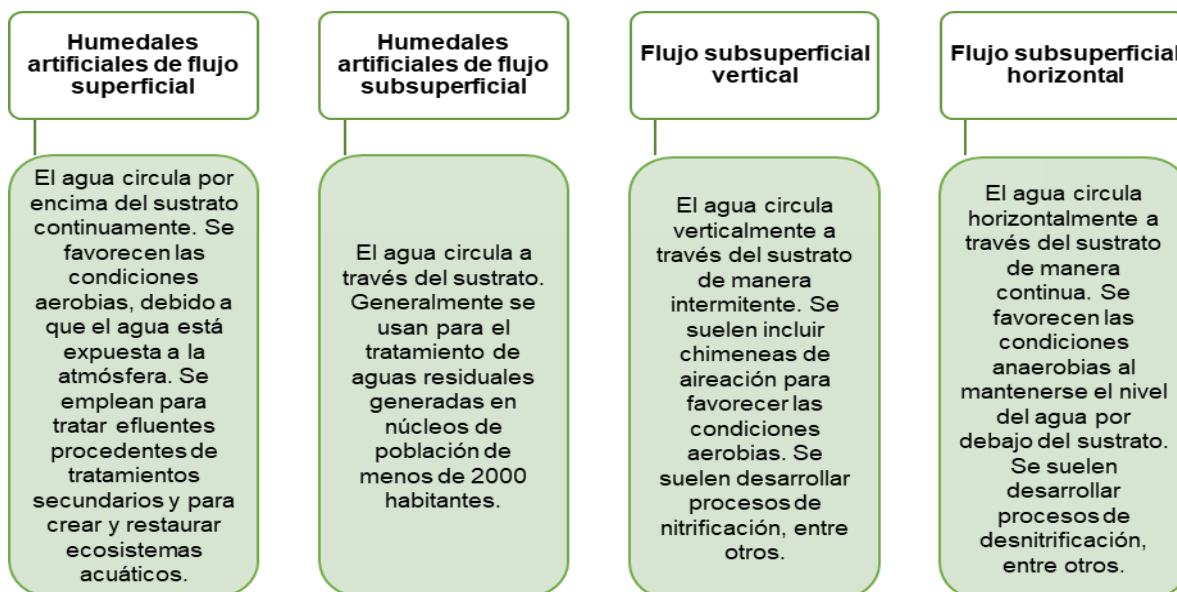 Humedales
artificiales de flujo
superficial
El agua circula por
encima del sustrato
continuamente. Se
favorecen las
condiciones
aerobias, debido a
que el agua está
expuesta a la
atmósfera. Se
emplean para
tratar efluentes
procedentes de
tratamientos
secundarios y para
crear y restaurar
ecosistemas
acuáticos.
Humedales
artificiales de flujo
subsuperficial
El agua circula a
través del sustrato.
Generalmente se
usan para el
tratamiento de
aguas residuales
generadas en
núcleos de
población de
menos de 2000
habitantes.
Flujo subsuperficial
vertical
El agua circula
verticalmente a
través del sustrato
de manera
intermitente. Se
suelen incluir
chimeneas de
aireación para
favorecer las
condiciones
aerobias. Se
suelen desarrollar
procesos de
nitrificación, entre
otros.
Flujo subsuperficial
horizontal
El agua circula
horizontalmente a
través del sustrato
de manera
continua. Se
favorecen las
condiciones
anaerobias al
mantenerse el nivel
del agua por
debajo del sustrato.
Se suelen
desarrollar
procesos de
desnitrificación,
entre otros.